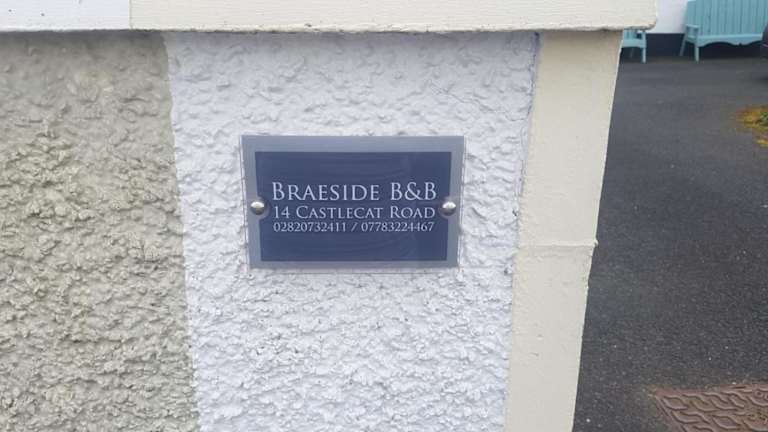 BRAESIDE B&B
14 CASTLECAT ROAD
02820732411 / 07783224467